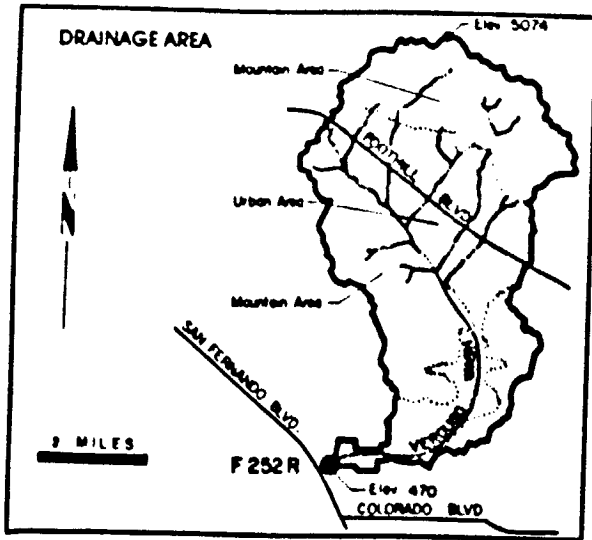 Elev 5074
DRAINAGE AREA
Mountain Area
FOOTHILL BLVD
N
Urban Area
Mountain Area
SAN FERNANDO BLVD.
VERDUGO WASH
2 MILES
F 252 R
Elev 470
COLORADO BLVD